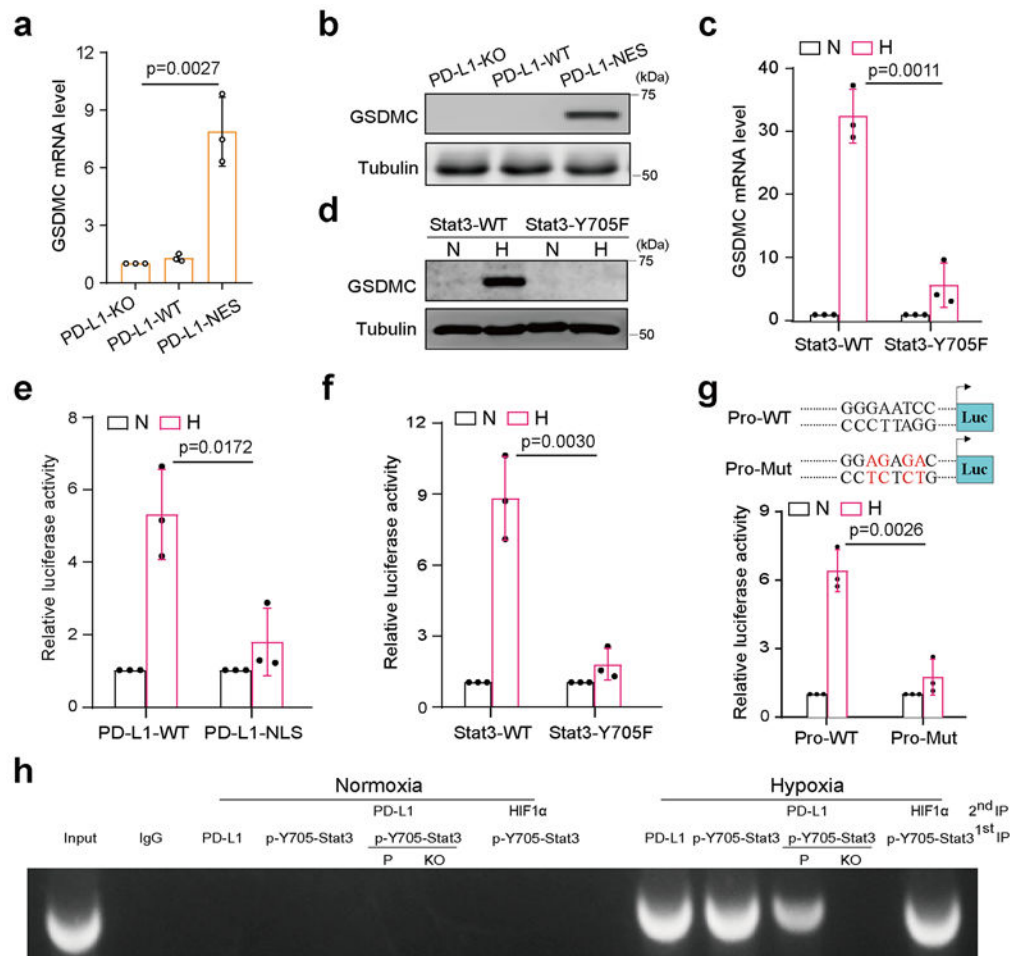 a
GSDMC mRNA level
12
9
6
3
0
p=0.0027
PD-L1-KO
PD-L1-WT
PD-L1-NES
b
PD-L1-KO
PD-L1-WT
PD-L1-NES
(kDa)
GSDMC
75
Tubulin
50
c
N H
GSDMC mRNA level
40
30
20
10
0
p=0.0011
Stat3-WT Stat3-Y705F
d
Stat3-WT Stat3-Y705F
N H N H (kDa)
GSDMC
75
Tubulin
50
e
N H
Relative luciferase activity
8
6
4
2
0
p=0.0172
PD-L1-WT PD-L1-NLS
f
N H
Relative luciferase activity
12
9
6
3
0
p=0.0030
Stat3-WT Stat3-Y705F
g
Pro-WT
GGGAATCC
CCCTTAGG
Luc
Pro-Mut
GGAGAGAC
CCTCTCTG
Luc
N H
Relative luciferase activity
9
6
3
0
p=0.0026
Pro-WT Pro-Mut
h
Normoxia Hypoxia
PD-L1 HIF1α PD-L1 HIF1α 2nd IP
Input IgG PD-L1 p-Y705-Stat3 p-Y705-Stat3 p-Y705-Stat3 PD-L1 p-Y705-Stat3 p-Y705-Stat3 p-Y705-Stat3 1st IP
P KO P KO